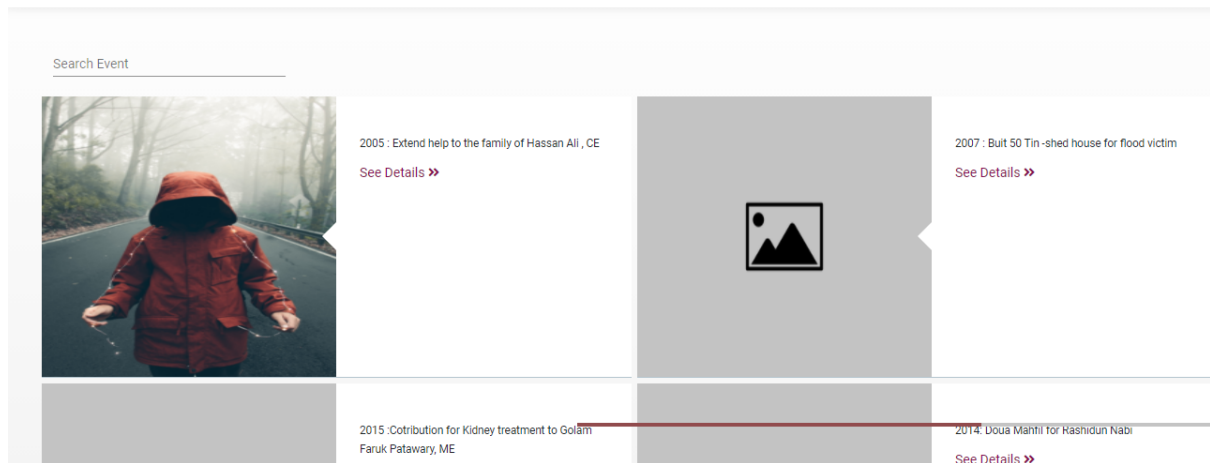 Search Event
2005 : Extend help to the family of Hassan Ali , CE
See Details »
2007 : Buit 50 Tin -shed house for flood victim
See Details »
2015 :Cotribution for Kidney treatment to Golam
Faruk Patawary, ME
2014: Doua Mahfil for Rashidun Nabi
See Details »